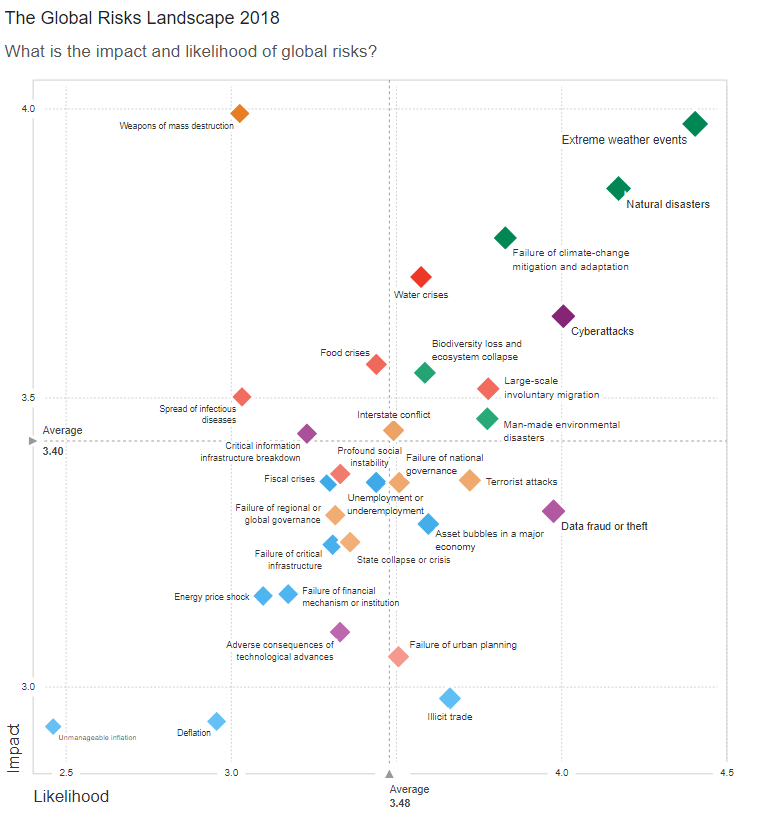 The Global Risks Landscape 2018
What is the impact and likelihood of global risks?
4.0
Weapons of mass destruction
Extreme weather events
Natural disasters
Failure of climate-change
mitigation and adaptation
Water crises
Cyberattacks
Biodiversity loss and
ecosystem collapse
Food crises
Large-scale
involuntary migration
3.5
Spread of infectious
diseases
Interstate conflict
Man-made environmental
disasters
Average
3.40
Critical information
infrastructure breakdown
Profound social
instability
Failure of national
governance
Fiscal crises
Terrorist attacks
Unemployment or
underemployment
Failure of regional or
global governance
Data fraud or theft
Asset bubbles in a major
economy
Failure of critical
infrastructure
State collapse or crisis
Energy price shock
Failure of financial
mechanism or institution
Adverse consequences of
technological advances
Failure of urban planning
3.0
Illicit trade
Deflation
Unmanageable inflation
Impact
2.5
3.0
4.0
4.5
Likelihood
Average
3.48